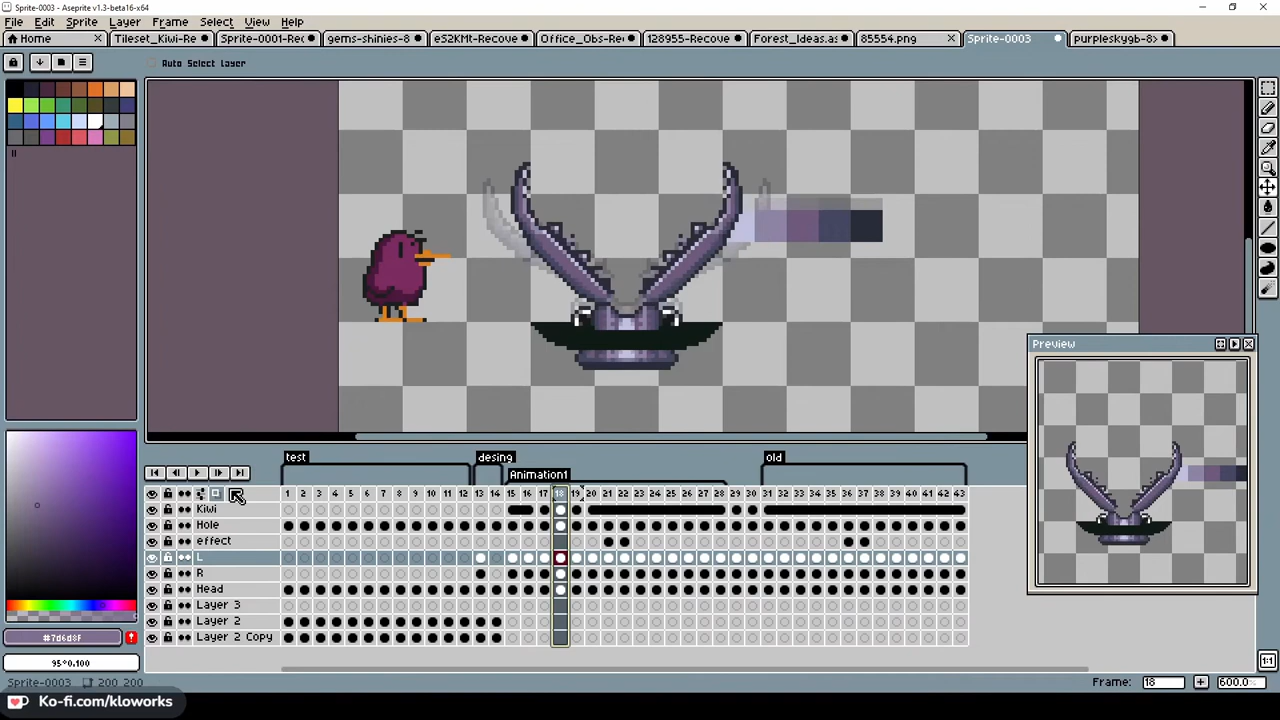 Sprite-0003 - Aseprite v1.3-beta16-x64
File Edit Sprite Layer Frame Select View Help
Home Tileset_Kiwi-Re Sprite-0001-Rec gems-shinies-8 eS2KMt-Recove Office_Obs-Re 128955-Recove Forest_Ideas.as 85554.png Sprite-0003 purplesky9b-8>
Auto Select Layer
Preview
test desing old
Animation1
1 2 3 4 5 6 7 8 9 10 11 12 13 14 15 16 17 18 19 20 21 22 23 24 25 26 27 28 29 30 31 32 33 34 35 36 37 38 39 40 41 42 43
Kiwi
Hole
effect
L
R
Head
Layer 3
Layer 2
Layer 2 Copy
#7d6d8F
95°0.100
1:1
Sprite-0003 200 200 Frame: 18 600.0
Ko-fi.com/kloworks